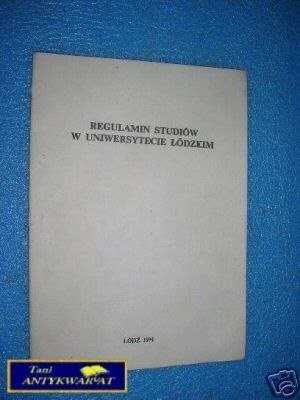 REGULAMIN STUDIÓW
W UNIWERSYTECIE ŁÓDZKIM
ŁÓDŹ 1991
Tani
ANTYKWARIAT